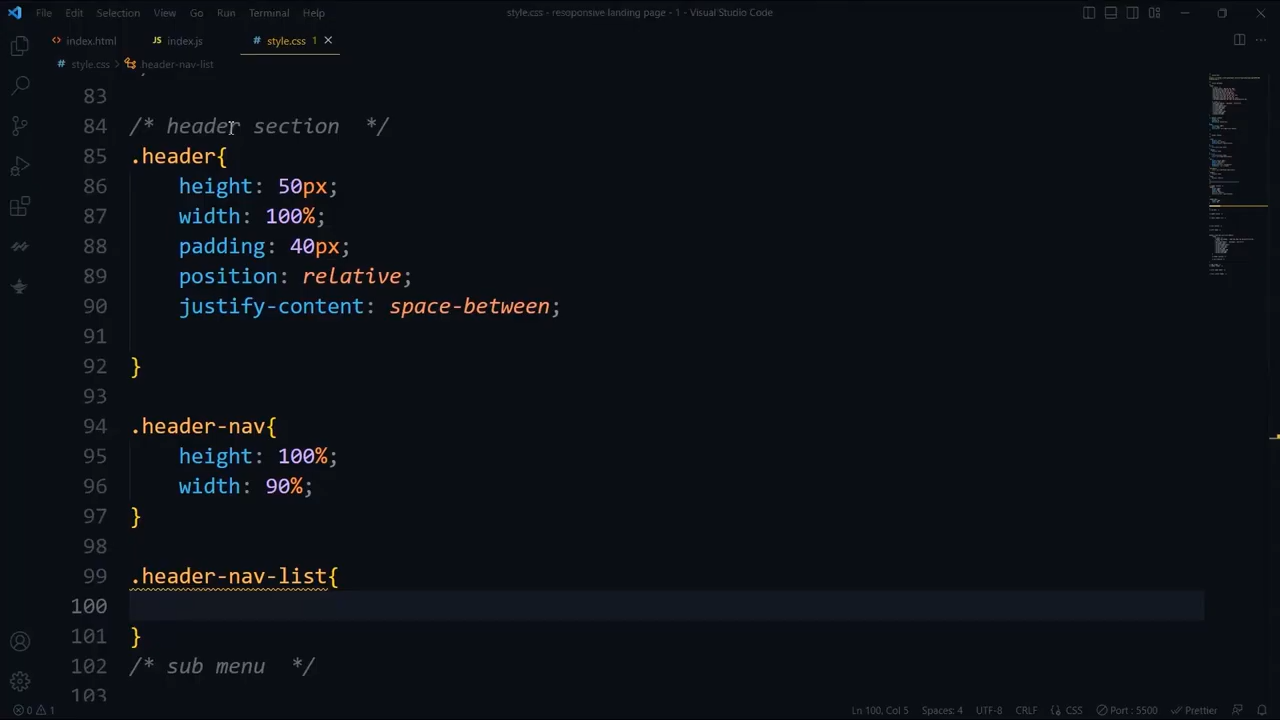 File Edit Selection View Go Run Terminal Help style.css - resoponsive landing page - 1 - Visual Studio Code
index.html JS index.js # style.css 1
# style.css > .header-nav-list
83
84 /* header section  */
85 .header{
86 height: 50px;
87 width: 100%;
88 padding: 40px;
89 position: relative;
90 justify-content: space-between;
91
92 }
93
94 .header-nav{
95 height: 100%;
96 width: 90%;
97 }
98
99 .header-nav-list{
100
101 }
102 /* sub menu  */
103
0 1 Ln 100, Col 5 Spaces: 4 UTF-8 CRLF {} CSS Port : 5500 Prettier